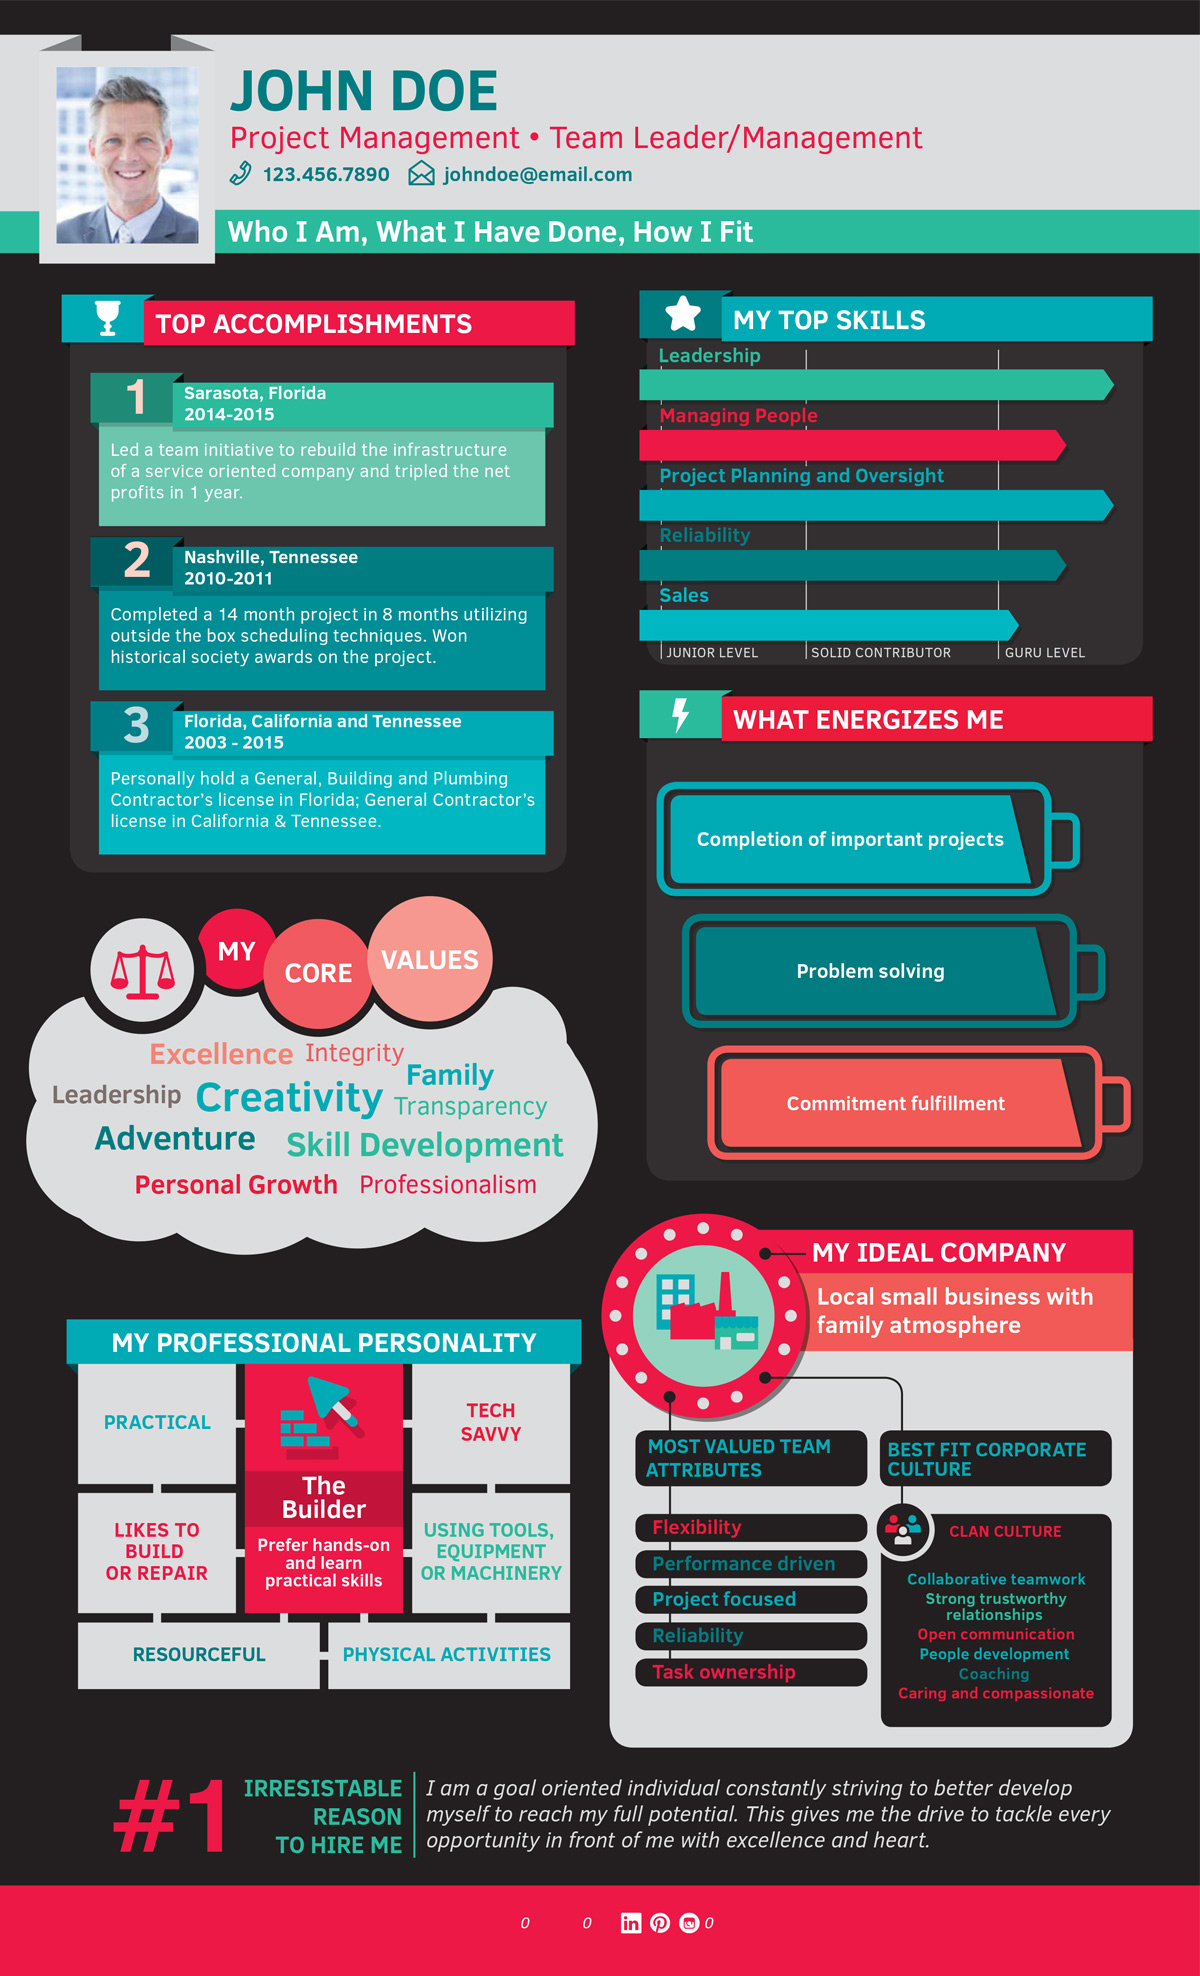 JOHN DOE
Project Management • Team Leader/Management
123.456.7890 johndoe@email.com
Who I Am, What I Have Done, How I Fit
TOP ACCOMPLISHMENTS
1
Sarasota, Florida
2014-2015
Led a team initiative to rebuild the infrastructure
of a service oriented company and tripled the net
profits in 1 year.
2
Nashville, Tennessee
2010-2011
Completed a 14 month project in 8 months utilizing
outside the box scheduling techniques. Won
historical society awards on the project.
3
Florida, California and Tennessee
2003 - 2015
Personally hold a General, Building and Plumbing
Contractor's license in Florida; General Contractor's
license in California & Tennessee.
MY TOP SKILLS
Leadership
Managing People
Project Planning and Oversight
Reliability
Sales
JUNIOR LEVEL SOLID CONTRIBUTOR GURU LEVEL
WHAT ENERGIZES ME
Completion of important projects
Problem solving
Commitment fulfillment
MY CORE VALUES
Excellence Integrity
Family
Leadership Creativity Transparency
Adventure Skill Development
Personal Growth Professionalism
MY IDEAL COMPANY
Local small business with
family atmosphere
MOST VALUED TEAM
ATTRIBUTES
Flexibility
Performance driven
Project focused
Reliability
Task ownership
BEST FIT CORPORATE
CULTURE
CLAN CULTURE
Collaborative teamwork
Strong trustworthy
relationships
Open communication
People development
Coaching
Caring and compassionate
MY PROFESSIONAL PERSONALITY
PRACTICAL
The
Builder
Prefer hands-on
and learn
practical skills
TECH
SAVVY
LIKES TO
BUILD
OR REPAIR
USING TOOLS,
EQUIPMENT
OR MACHINERY
RESOURCEFUL
PHYSICAL ACTIVITIES
#1
IRRESISTABLE
REASON
TO HIRE ME
I am a goal oriented individual constantly striving to better develop
myself to reach my full potential. This gives me the drive to tackle every
opportunity in front of me with excellence and heart.
0 0 in 0